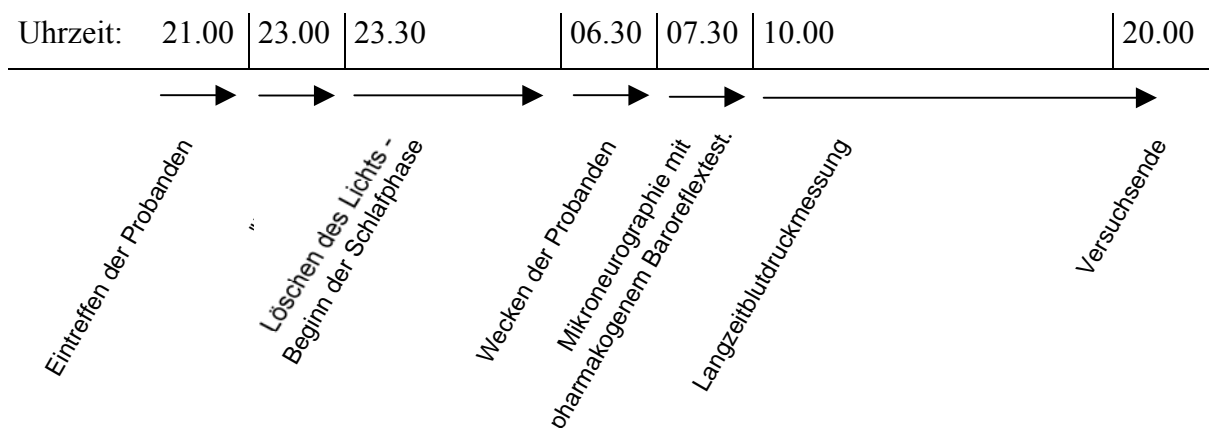 Uhrzeit: 21.00 23.00 23.30 06.30 07.30 10.00 20.00
Eintreffen der Probanden
Löschen des Lichts -
Beginn der Schlafphase
Wecken der Probanden
Mikroneurographie mit
pharmakogenem Baroreflextest.
Langzeitblutdruckmessung
Versuchsende